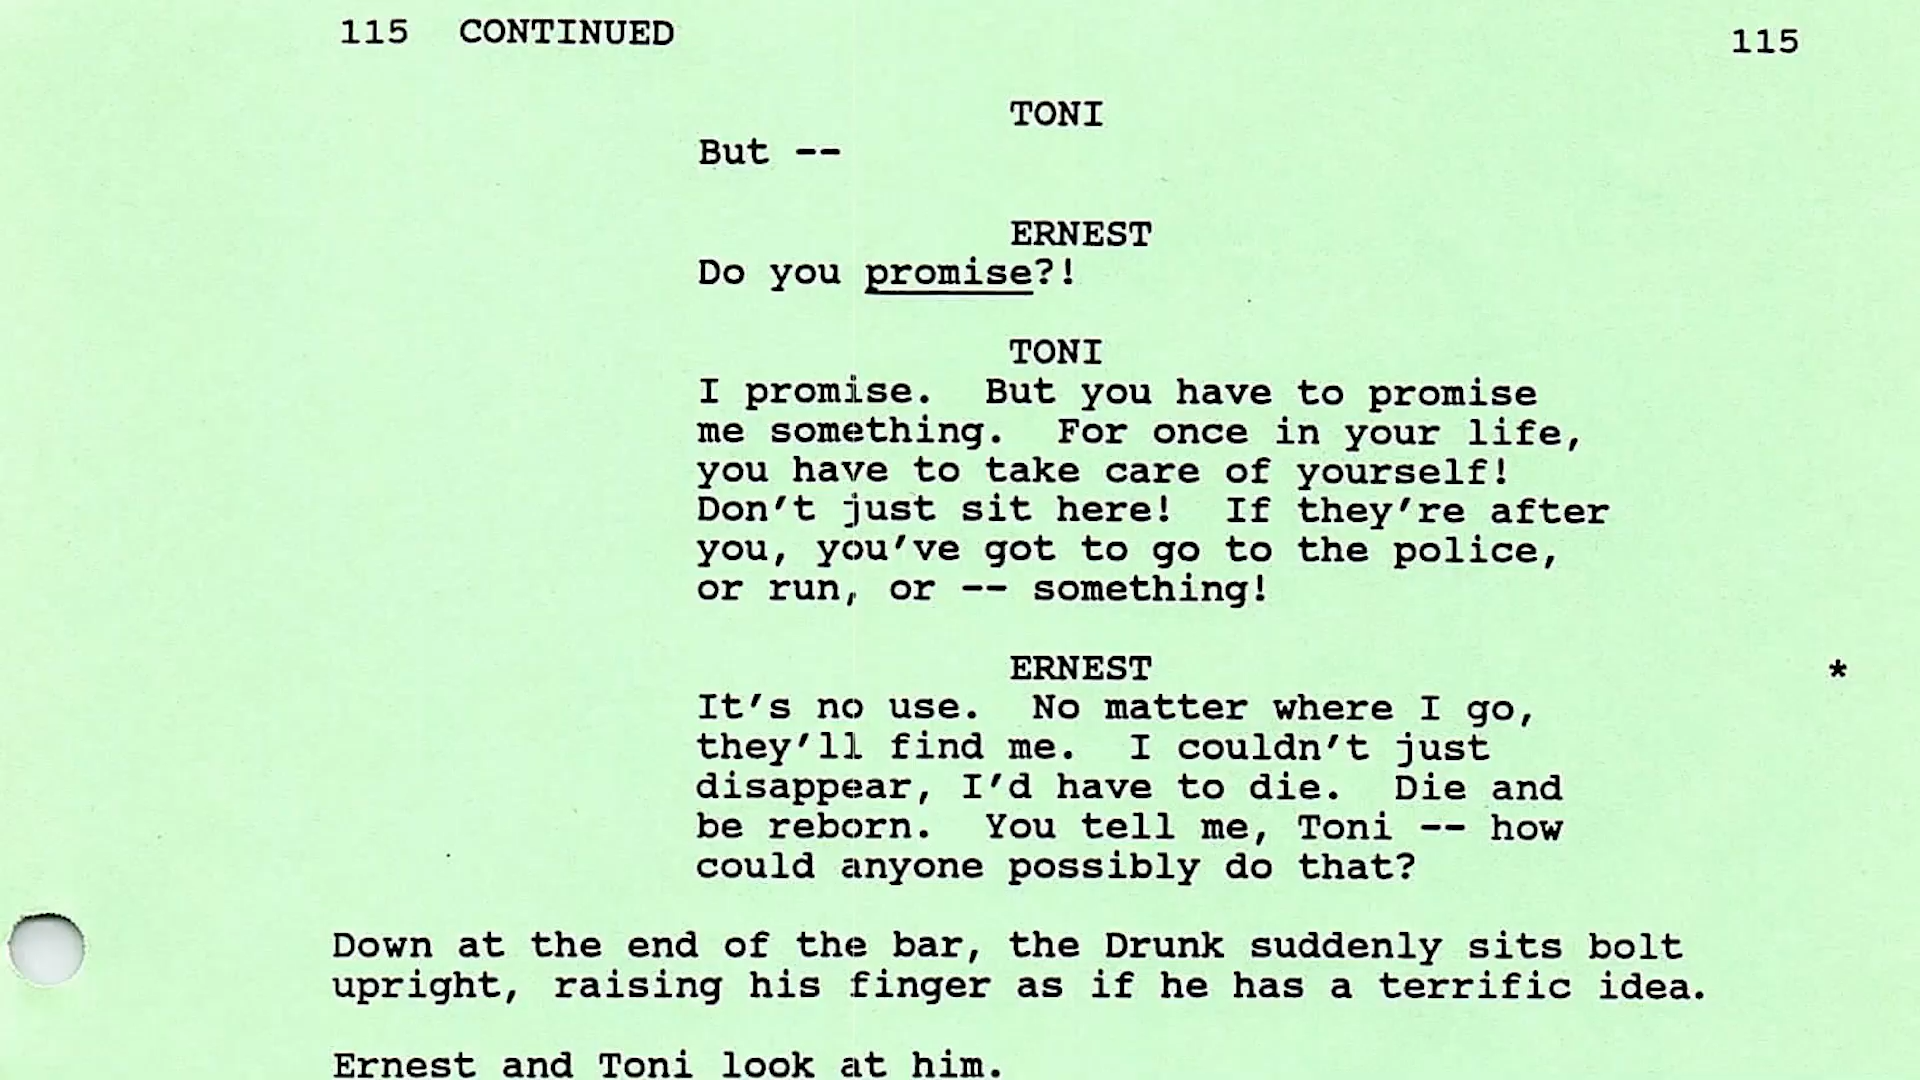 115 CONTINUED 115
TONI
But --
ERNEST
Do you promise?!
TONI
I promise. But you have to promise
me something. For once in your life,
you have to take care of yourself!
Don't just sit here! If they're after
you, you've got to go to the police,
or run, or -- something!
ERNEST *
It's no use. No matter where I go,
they'll find me. I couldn't just
disappear, I'd have to die. Die and
be reborn. You tell me, Toni -- how
could anyone possibly do that?
Down at the end of the bar, the Drunk suddenly sits bolt
upright, raising his finger as if he has a terrific idea.
Ernest and Toni look at him.